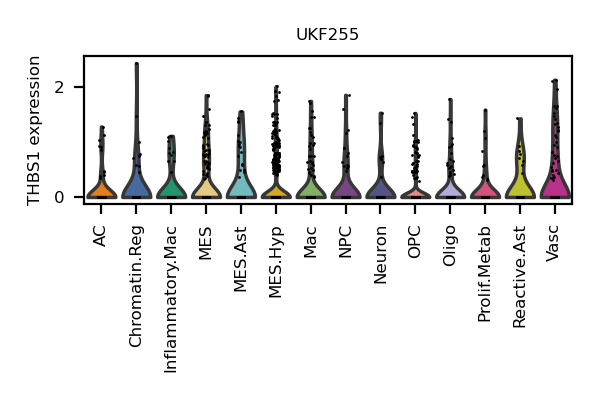 UKF255
THBS1 expression
2
0
AC
Chromatin.Reg
Inflammatory.Mac
MES
MES.Ast
MES.Hyp
Mac
NPC
Neuron
OPC
Oligo
Prolif.Metab
Reactive.Ast
Vasc